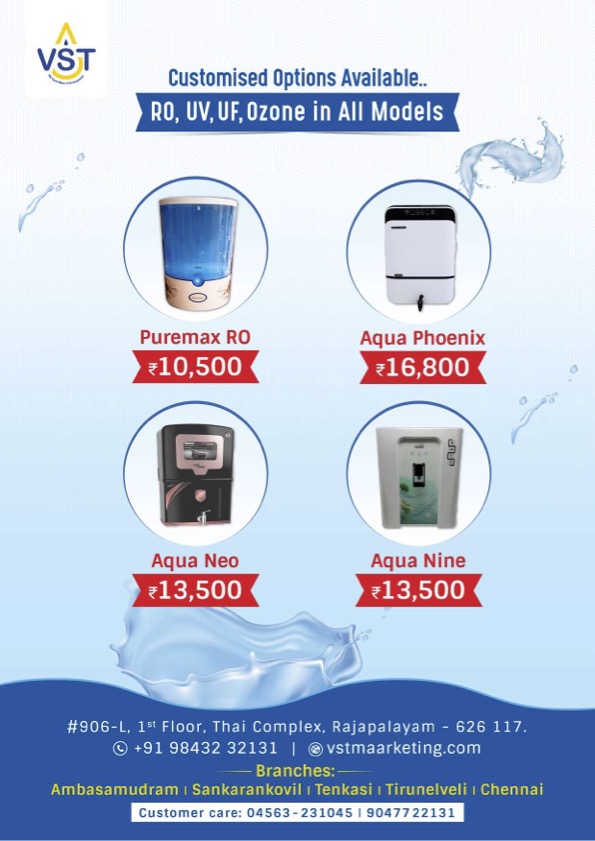 VST
Customised Options Available..
RO, UV, UF, Ozone in All Models
Puremax RO
₹10,500
Aqua Phoenix
₹16,800
Aqua Neo
₹13,500
Aqua Nine
₹13,500
#906-L, 1st Floor, Thai Complex, Rajapalayam - 626 117.
+91 98432 32131 | vstmaarketing.com
Branches:
Ambasamudram | Sankarankovil | Tenkasi | Tirunelveli | Chennai
Customer care: 04563-231045 | 9047722131